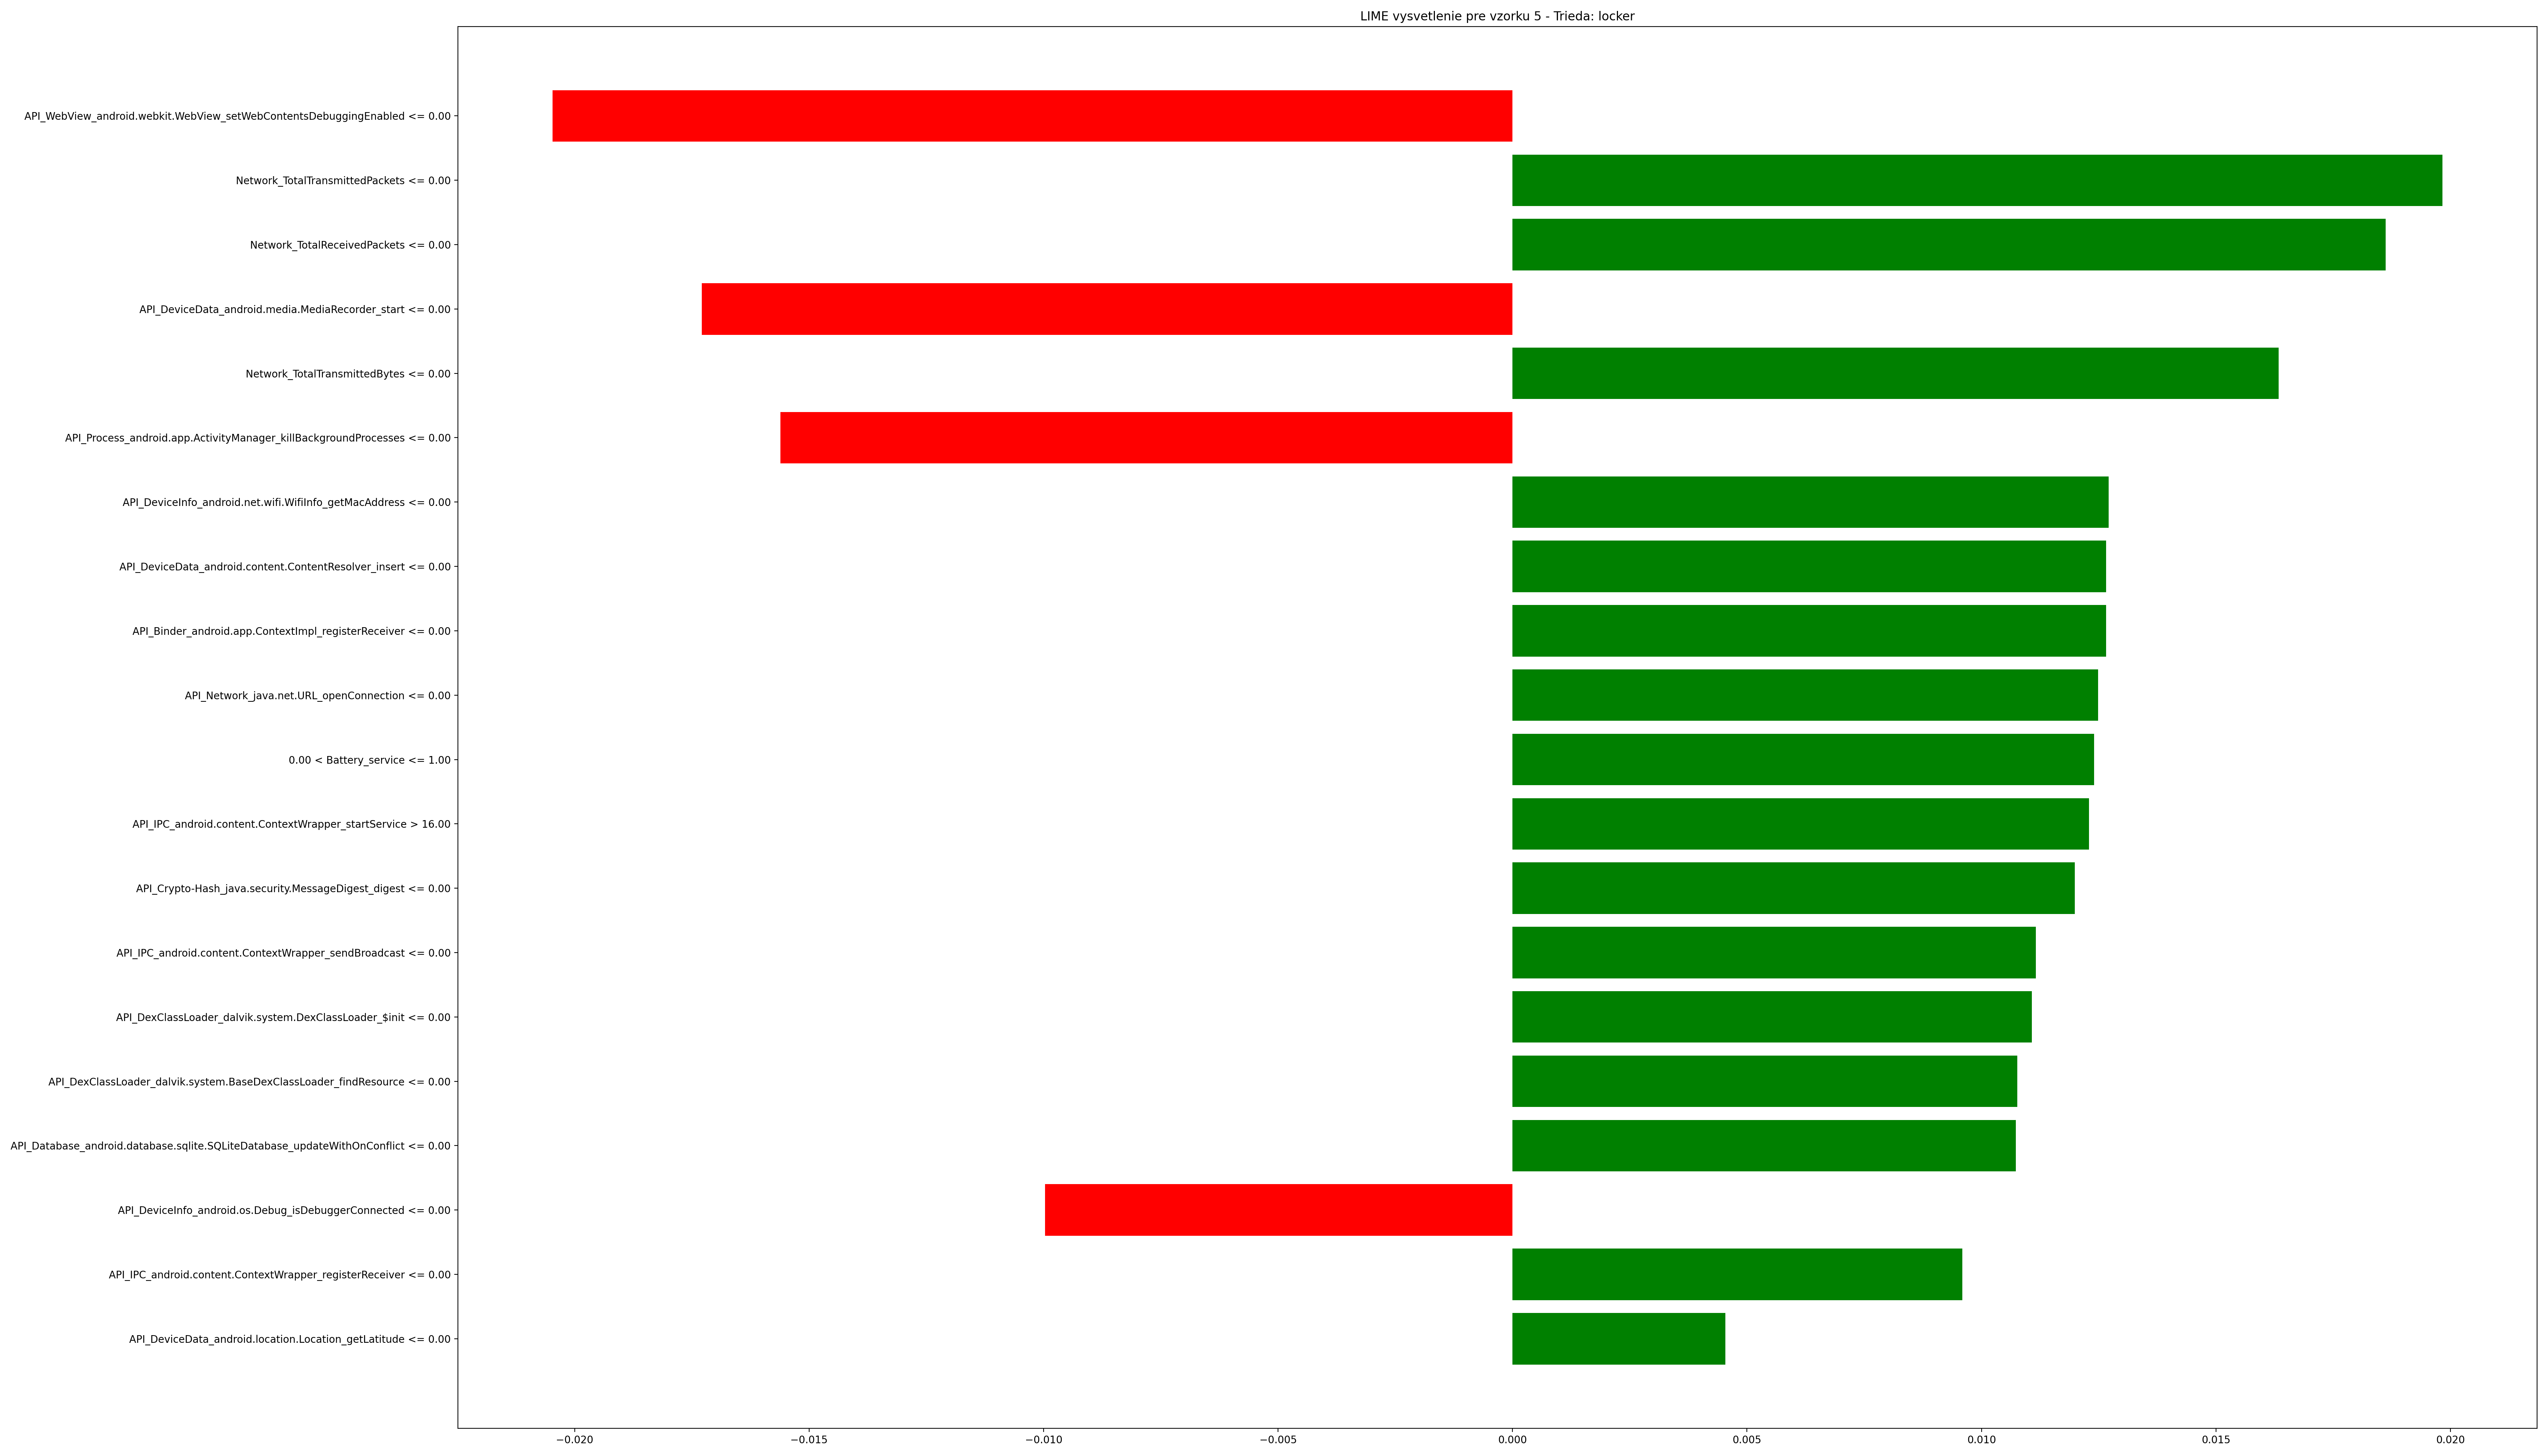 LIME vysvetlenie pre vzorku 5 - Trieda: locker
API_WebView_android.webkit.WebView_setWebContentsDebuggingEnabled <= 0.00
Network_TotalTransmittedPackets <= 0.00
Network_TotalReceivedPackets <= 0.00
API_DeviceData_android.media.MediaRecorder_start <= 0.00
Network_TotalTransmittedBytes <= 0.00
API_Process_android.app.ActivityManager_killBackgroundProcesses <= 0.00
API_DeviceInfo_android.net.wifi.WifiInfo_getMacAddress <= 0.00
API_DeviceData_android.content.ContentResolver_insert <= 0.00
API_Binder_android.app.ContextImpl_registerReceiver <= 0.00
API_Network_java.net.URL_openConnection <= 0.00
0.00 < Battery_service <= 1.00
API_IPC_android.content.ContextWrapper_startService > 16.00
API_Crypto-Hash_java.security.MessageDigest_digest <= 0.00
API_IPC_android.content.ContextWrapper_sendBroadcast <= 0.00
API_DexClassLoader_dalvik.system.DexClassLoader_$init <= 0.00
API_DexClassLoader_dalvik.system.BaseDexClassLoader_findResource <= 0.00
API_Database_android.database.sqlite.SQLiteDatabase_updateWithOnConflict <= 0.00
API_DeviceInfo_android.os.Debug_isDebuggerConnected <= 0.00
API_IPC_android.content.ContextWrapper_registerReceiver <= 0.00
API_DeviceData_android.location.Location_getLatitude <= 0.00
−0.020 −0.015 −0.010 −0.005 0.000 0.005 0.010 0.015 0.020